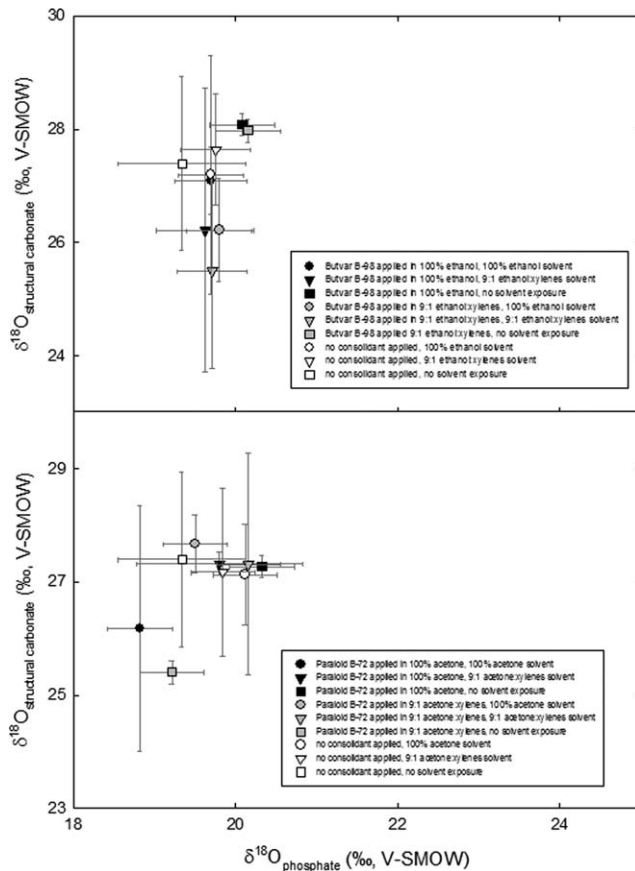 30
28
26
24
δ18Ostructural carbonate (‰, V-SMOW)
Butvar B-98 applied in 100% ethanol, 100% ethanol solvent
Butvar B-98 applied in 100% ethanol, 9:1 ethanol:xylenes solvent
Butvar B-98 applied in 100% ethanol, no solvent exposure
Butvar B-98 applied in 9:1 ethanol:xylenes, 100% ethanol solvent
Butvar B-98 applied in 9:1 ethanol:xylenes, 9:1 ethanol:xylenes solvent
Butvar B-98 applied 9:1 ethanol:xylenes, no solvent exposure
no consolidant applied, 100% ethanol solvent
no consolidant applied, 9:1 ethanol:xylenes solvent
no consolidant applied, no solvent exposure
29
27
25
23
δ18Ostructural carbonate (‰, V-SMOW)
Paraloid B-72 applied in 100% acetone, 100% acetone solvent
Paraloid B-72 applied in 100% acetone, 9:1 acetone:xylenes solvent
Paraloid B-72 applied in 100% acetone, no solvent exposure
Paraloid B-72 applied in 9:1 acetone:xylenes, 100% acetone solvent
Paraloid B-72 applied in 9:1 acetone:xylenes, 9:1 acetone:xylenes solvent
Paraloid B-72 applied in 9:1 acetone:xylenes, no solvent exposure
no consolidant applied, 100% acetone solvent
no consolidant applied, 9:1 acetone:xylenes solvent
no consolidant applied, no solvent exposure
18 20 22 24
δ18Ophosphate (‰, V-SMOW)